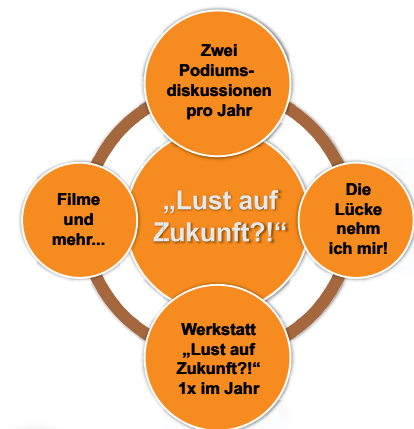 Zwei
Podiums-
diskussionen
pro Jahr
Filme
und
mehr...
„Lust auf
Zukunft?!“
Die
Lücke
nehm
ich mir!
Werkstatt
„Lust auf
Zukunft?!“
1x im Jahr